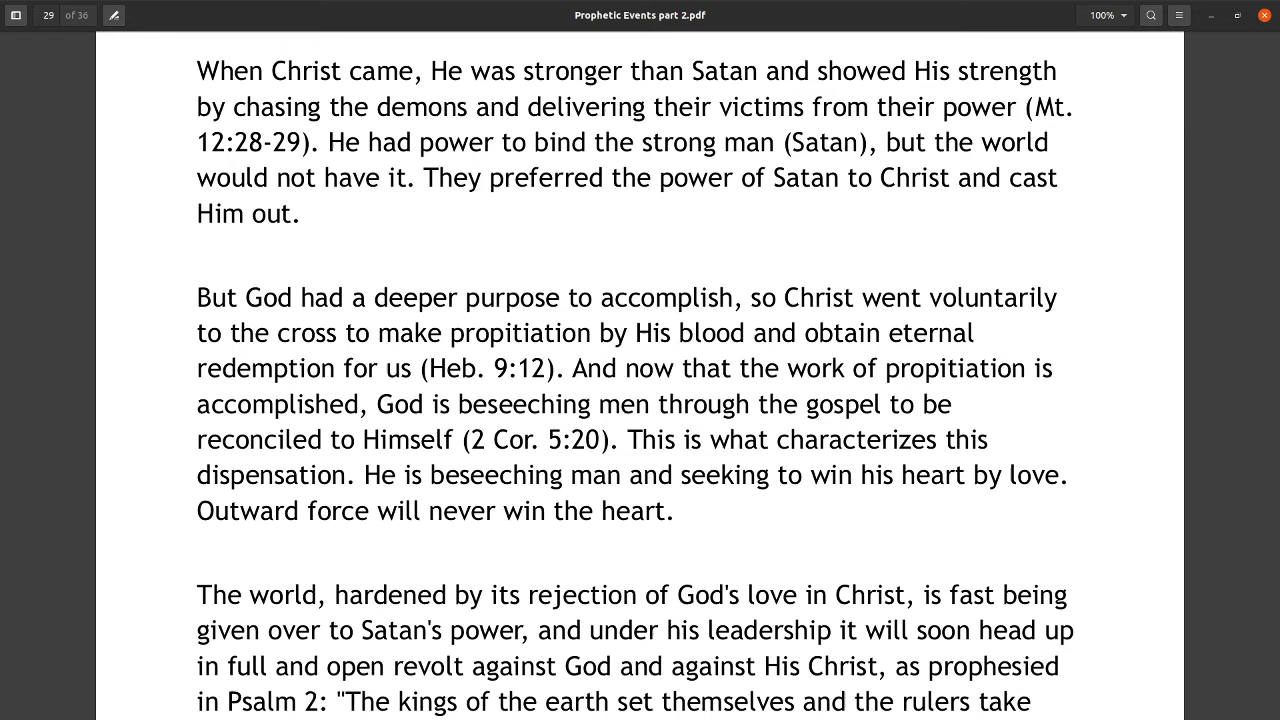 29 of 36
Prophetic Events part 2.pdf
100%
When Christ came, He was stronger than Satan and showed His strength
by chasing the demons and delivering their victims from their power (Mt.
12:28-29). He had power to bind the strong man (Satan), but the world
would not have it. They preferred the power of Satan to Christ and cast
Him out.
But God had a deeper purpose to accomplish, so Christ went voluntarily
to the cross to make propitiation by His blood and obtain eternal
redemption for us (Heb. 9:12). And now that the work of propitiation is
accomplished, God is beseeching men through the gospel to be
reconciled to Himself (2 Cor. 5:20). This is what characterizes this
dispensation. He is beseeching man and seeking to win his heart by love.
Outward force will never win the heart.
The world, hardened by its rejection of God's love in Christ, is fast being
given over to Satan's power, and under his leadership it will soon head up
in full and open revolt against God and against His Christ, as prophesied
in Psalm 2: "The kings of the earth set themselves and the rulers take